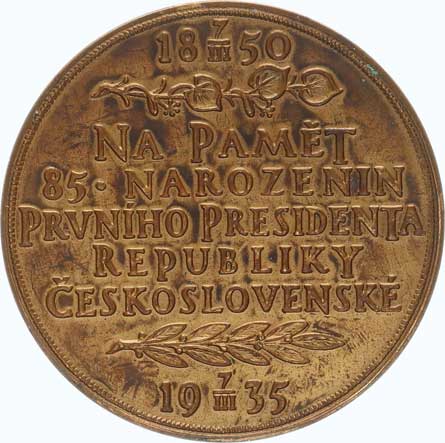 18 7/III 50
NA PAMĚT
85. NAROZENIN
PRVNÍHO PRESIDENTA
REPUBLIKY
ČESKOSLOVENSKÉ
19 7/III 35